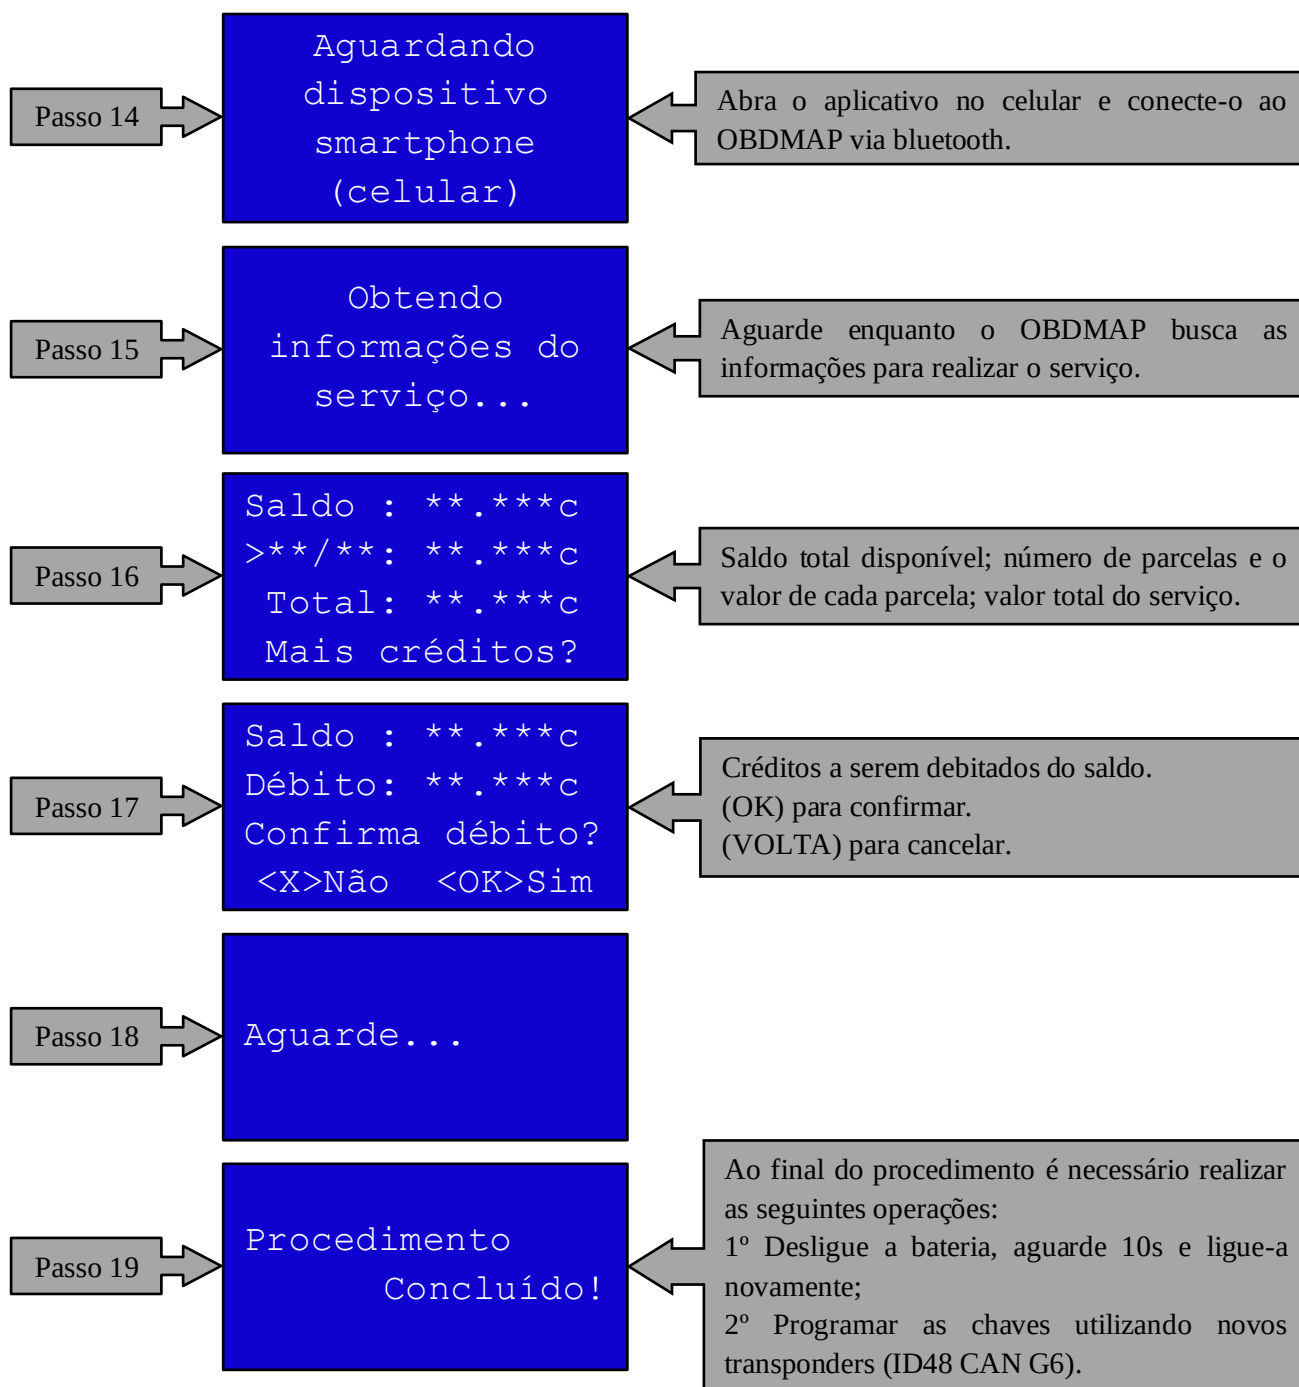 Passo 14
Aguardando
dispositivo
smartphone
(celular)
Abra o aplicativo no celular e conecte-o ao
OBDMAP via bluetooth.
Passo 15
Obtendo
informações do
serviço...
Aguarde enquanto o OBDMAP busca as
informações para realizar o serviço.
Passo 16
Saldo : **.***c
>**/**: **.***c
Total: **.***c
Mais créditos?
Saldo total disponível; número de parcelas e o
valor de cada parcela; valor total do serviço.
Passo 17
Saldo : **.***c
Débito: **.***c
Confirma débito?
<X>Não <OK>Sim
Créditos a serem debitados do saldo.
(OK) para confirmar.
(VOLTA) para cancelar.
Passo 18
Aguarde...
Passo 19
Procedimento
Concluído!
Ao final do procedimento é necessário realizar
as seguintes operações:
1º Desligue a bateria, aguarde 10s e ligue-a
novamente;
2º Programar as chaves utilizando novos
transponders (ID48 CAN G6).